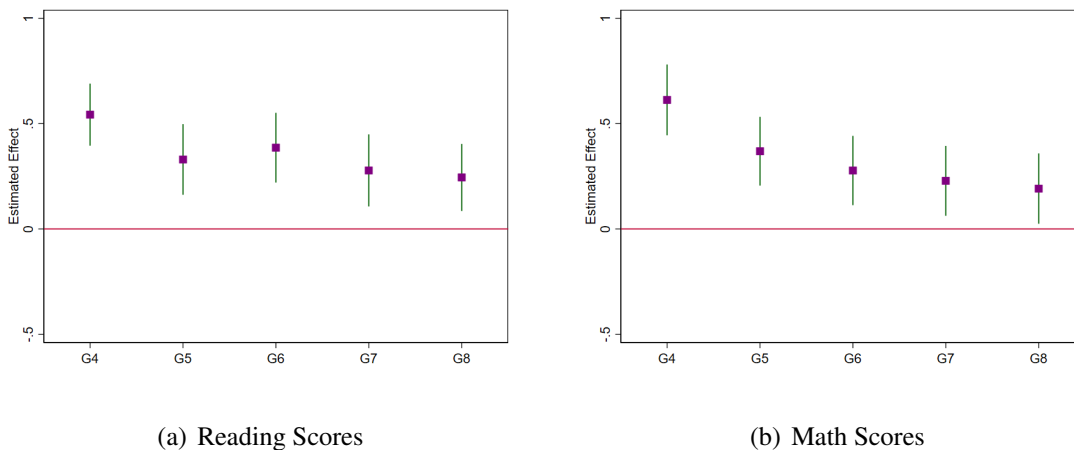 1
.5
0
-.5
Estimated Effect
G4 G5 G6 G7 G8
(a) Reading Scores
1
.5
0
-.5
Estimated Effect
G4 G5 G6 G7 G8
(b) Math Scores